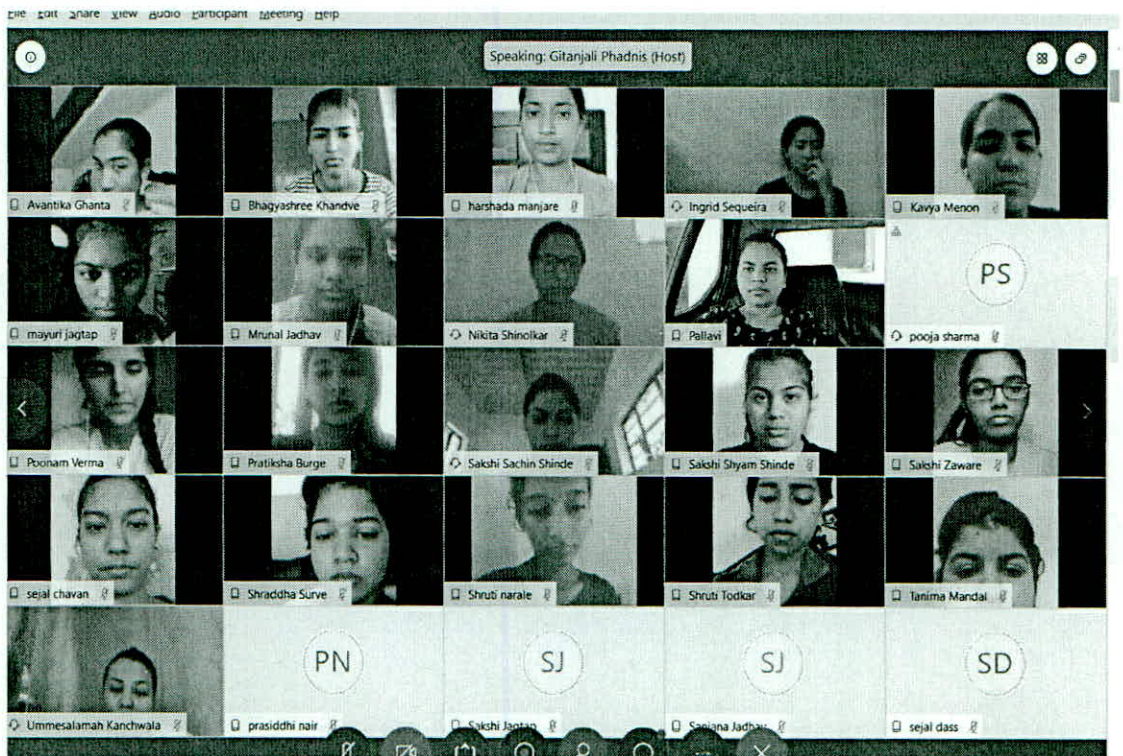 File Edit Share View Audio Participant Meeting Help
Speaking: Gitanjali Phadnis (Host)
Avantika Ghanta
Bhagyashree Khandve
harshada manjare
Ingrid Sequeira
Kavya Menon
mayuri jagtap
Mrunal Jadhav
Nikita Shinolkar
Pallavi
PS
pooja sharma
Poonam Verma
Pratiksha Burge
Sakshi Sachin Shinde
Sakshi Shyam Shinde
Sakshi Zaware
sejal chavan
Shraddha Surve
Shruti narale
Shruti Todkar
Tanima Mandal
Ummesalamah Kanchwala
PN
prasiddhi nair
SJ
Sakshi Jagtap
SJ
Sanjana Jadhav
SD
sejal dass